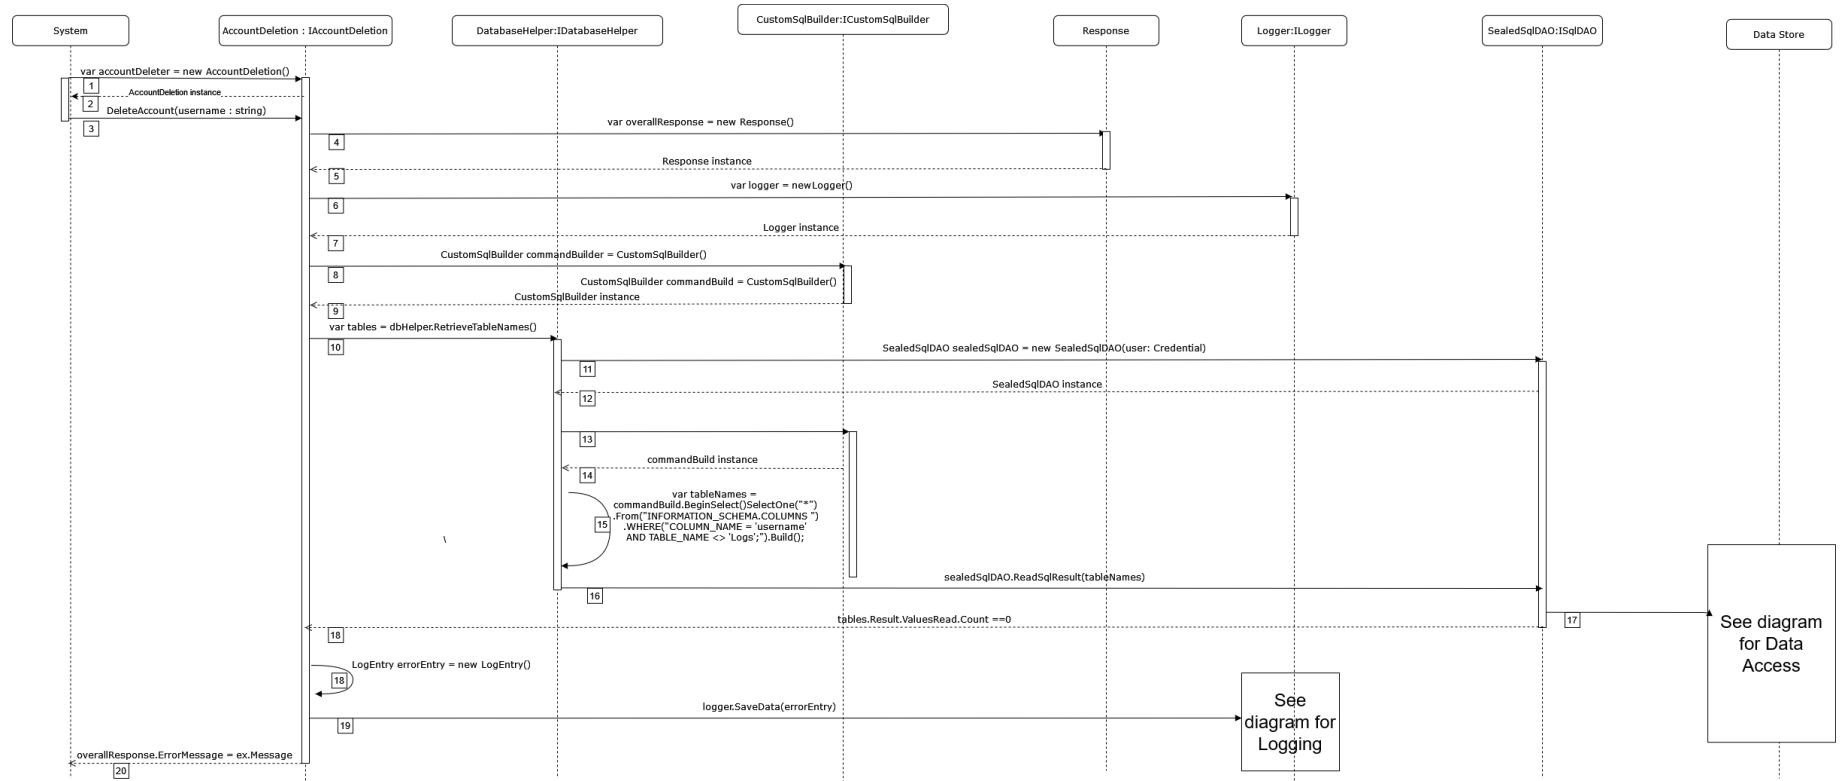 System
AccountDeletion : IAccountDeletion
DatabaseHelper:IDatabaseHelper
CustomSqlBuilder:ICustomSqlBuilder
Response
Logger:ILogger
SealedSqlDAO:ISqlDAO
Data Store
var accountDeleter = new AccountDeletion()
1
AccountDeletion instance
2
DeleteAccount(username : string)
3
var overallResponse = new Response()
4
Response instance
5
var logger = newLogger()
6
Logger instance
7
CustomSqlBuilder commandBuilder = CustomSqlBuilder()
8
CustomSqlBuilder commandBuild = CustomSqlBuilder()
CustomSqlBuilder instance
9
var tables = dbHelper.RetrieveTableNames()
10
SealedSqlDAO sealedSqlDAO = new SealedSqlDAO(user: Credential)
11
SealedSqlDAO instance
12
13
commandBuild instance
14
var tableNames =
commandBuild.BeginSelect()SelectOne("*")
.From("INFORMATION_SCHEMA.COLUMNS ")
.WHERE("COLUMN_NAME = 'username'
AND TABLE_NAME <> 'Logs';").Build();
15
\
sealedSqlDAO.ReadSqlResult(tableNames)
16
17
See diagram
for Data
Access
tables.Result.ValuesRead.Count ==0
18
LogEntry errorEntry = new LogEntry()
18
logger.SaveData(errorEntry)
19
See
diagram for
Logging
overallResponse.ErrorMessage = ex.Message
20